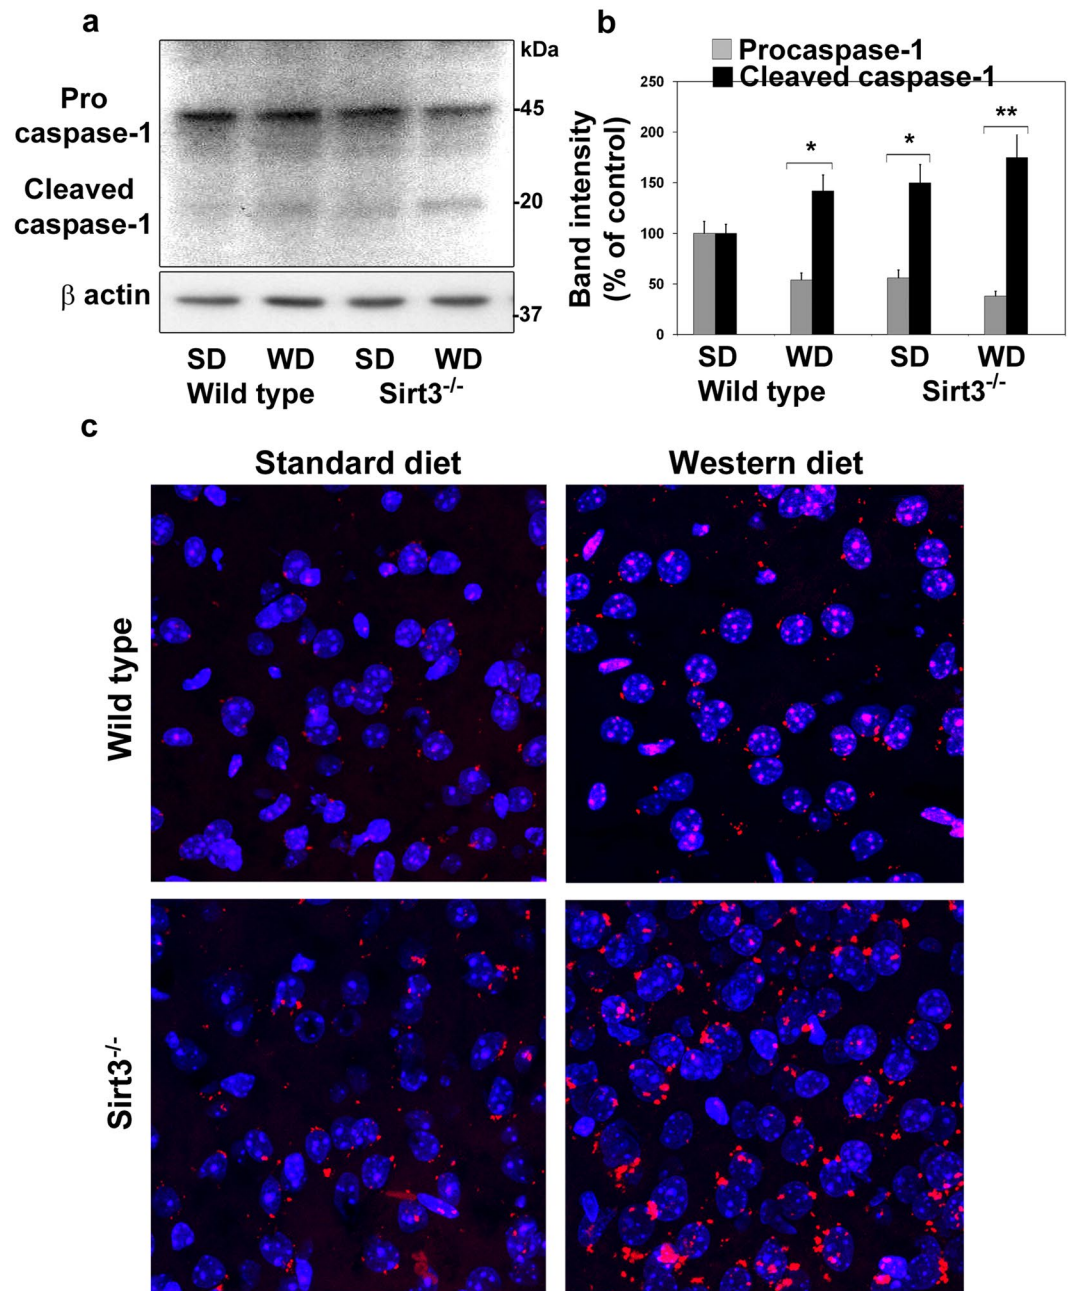 a
kDa
Pro
caspase-1
-45
Cleaved
caspase-1
-20
β actin
-37
SD WD SD WD
Wild type Sirt3-/-
b
Procaspase-1
Cleaved caspase-1
Band intensity
(% of control)
250
200
150
100
50
0
*
*
**
SD WD SD WD
Wild type Sirt3-/-
c
Standard diet Western diet
Wild type
Sirt3-/-